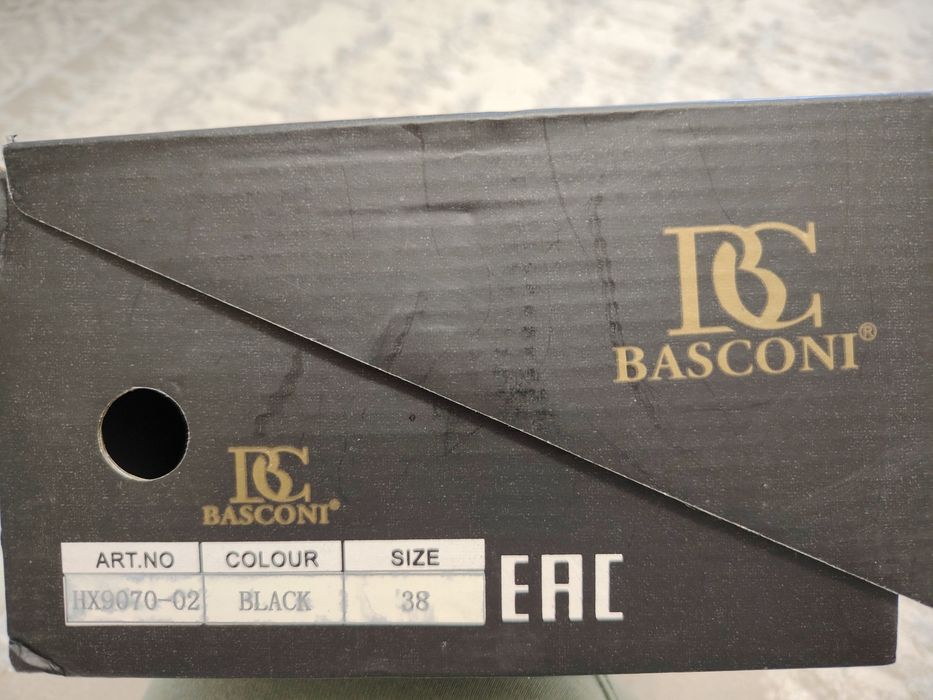 BC
BASCONI®
BC
BASCONI®
ART.NO COLOUR SIZE
HX9070-02 BLACK 38
EAC